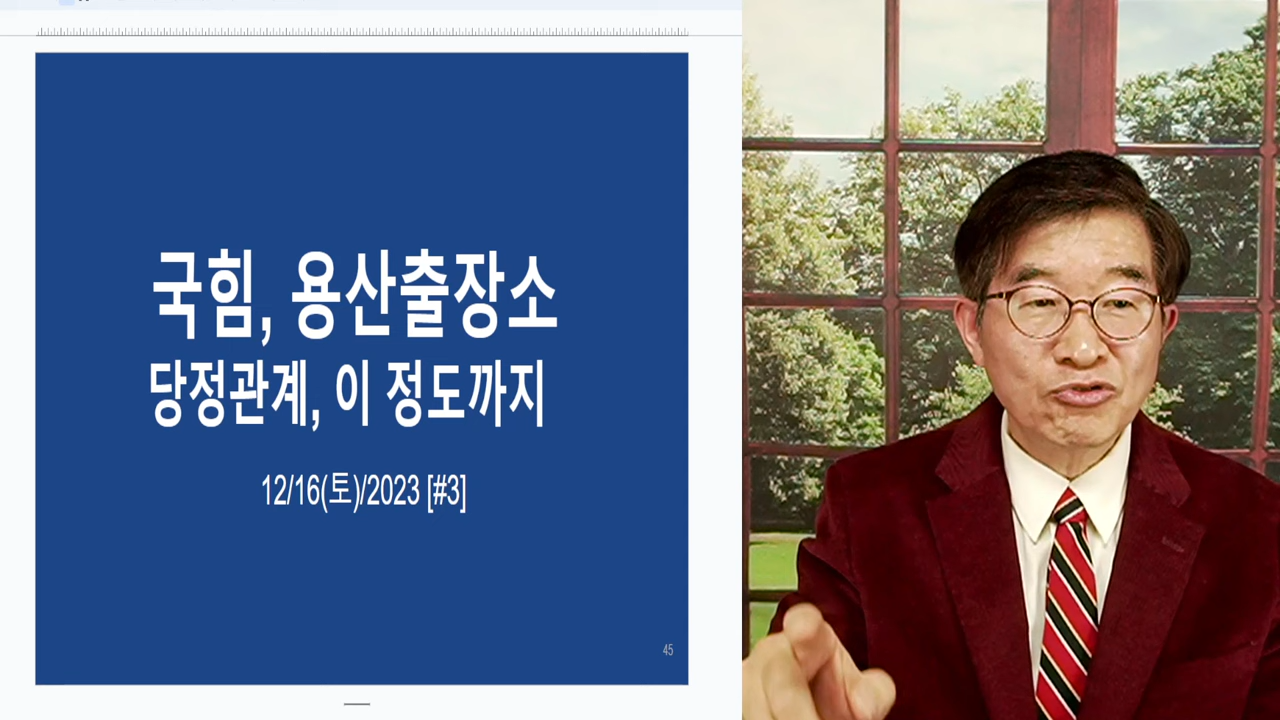 국힘, 용산출장소
당정관계, 이 정도까지
12/16(토)/2023 [#3]
45